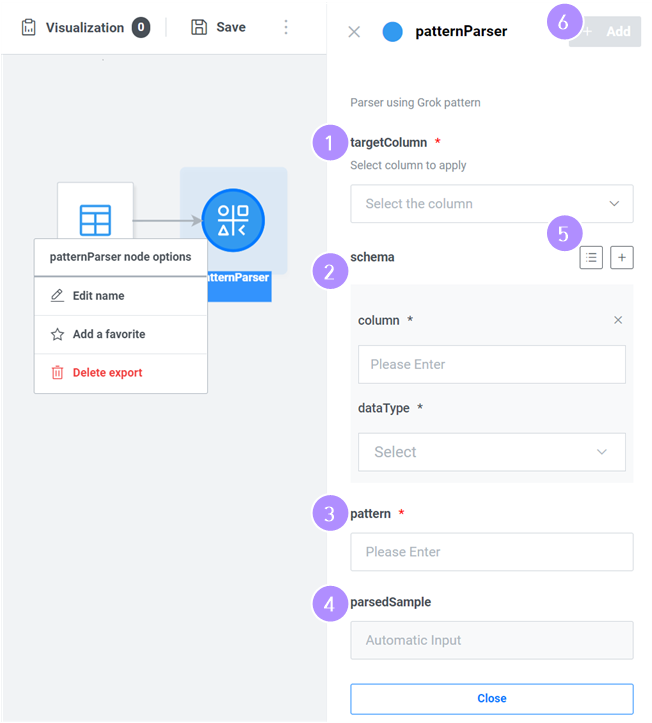 Visualization 0
Save
patternParser
6
+ Add
Parser using Grok pattern
1
targetColumn *
Select column to apply
Select the column
5
2
schema
column *
Please Enter
dataType *
Select
3
pattern *
Please Enter
4
parsedSample
Automatic Input
Close
tternParser
patternParser node options
Edit name
Add a favorite
Delete export